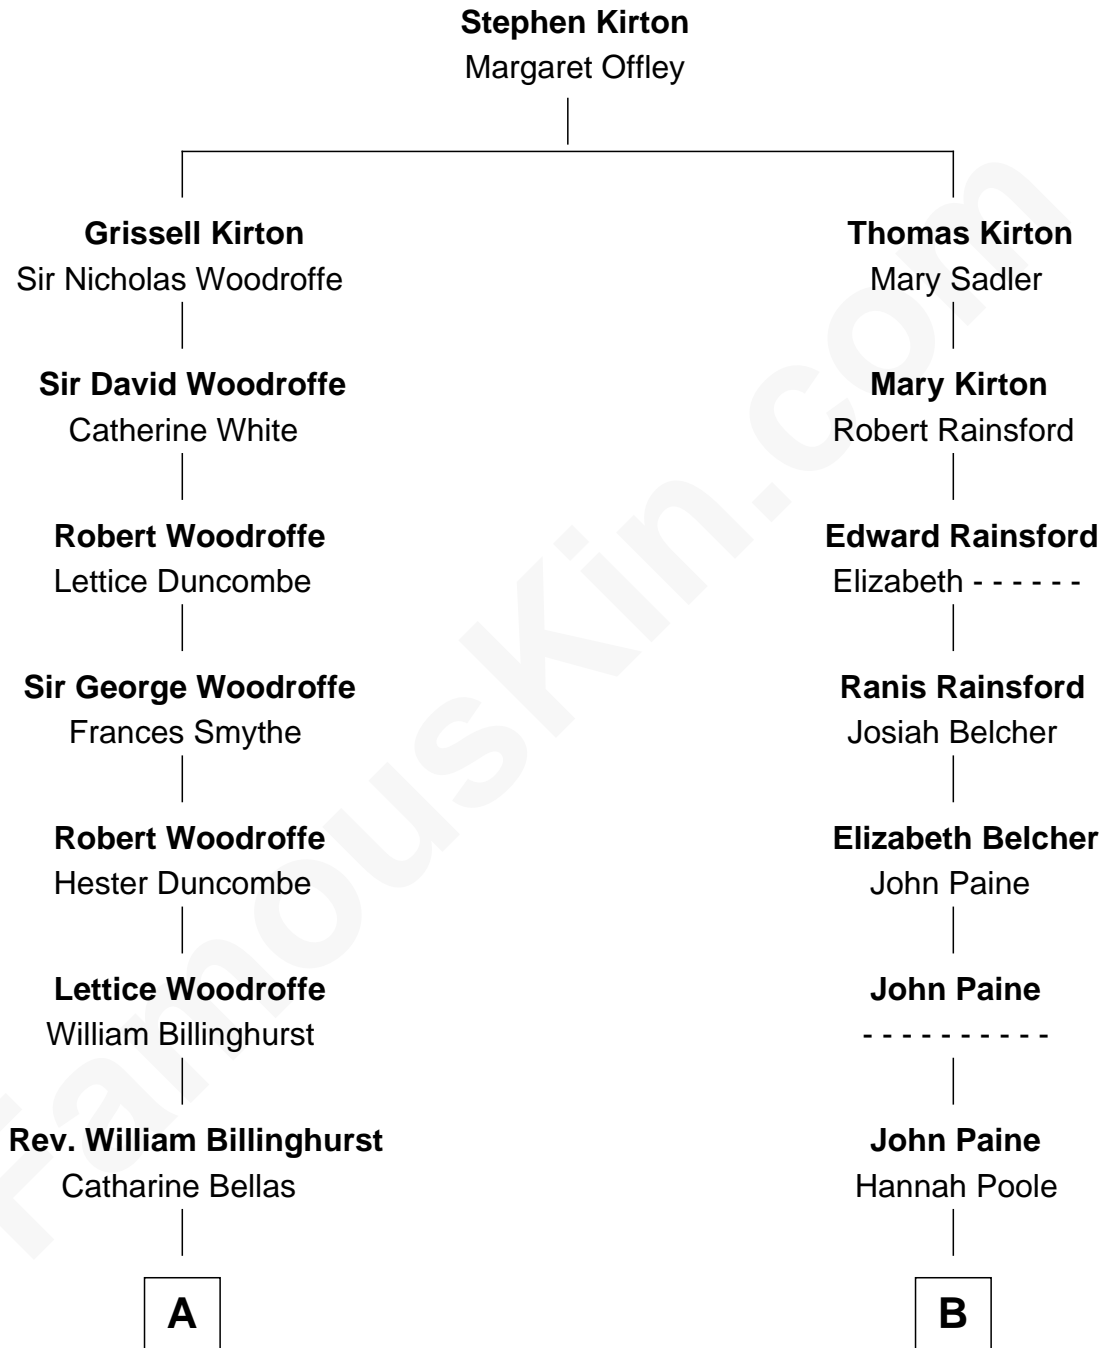 Stephen Kirton
Margaret Offley
Grissell Kirton
Sir Nicholas Woodroffe
Thomas Kirton
Mary Sadler
Sir David Woodroffe
Catherine White
Mary Kirton
Robert Rainsford
Robert Woodroffe
Lettice Duncombe
Edward Rainsford
Elizabeth - - - - - -
Sir George Woodroffe
Frances Smythe
Ranis Rainsford
Josiah Belcher
Robert Woodroffe
Hester Duncombe
Elizabeth Belcher
John Paine
Lettice Woodroffe
William Billinghurst
John Paine
- - - - - - - - - -
Rev. William Billinghurst
Catharine Bellas
John Paine
Hannah Poole
A
B
FamousKin.com